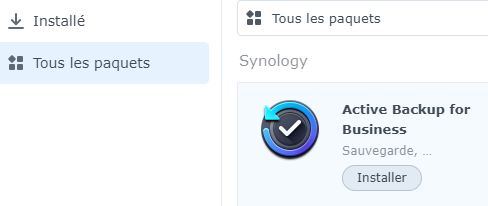 Installé
Tous les paquets
Tous les paquets
Synology
Active Backup for
Business
Sauvegarde, ...
Installer